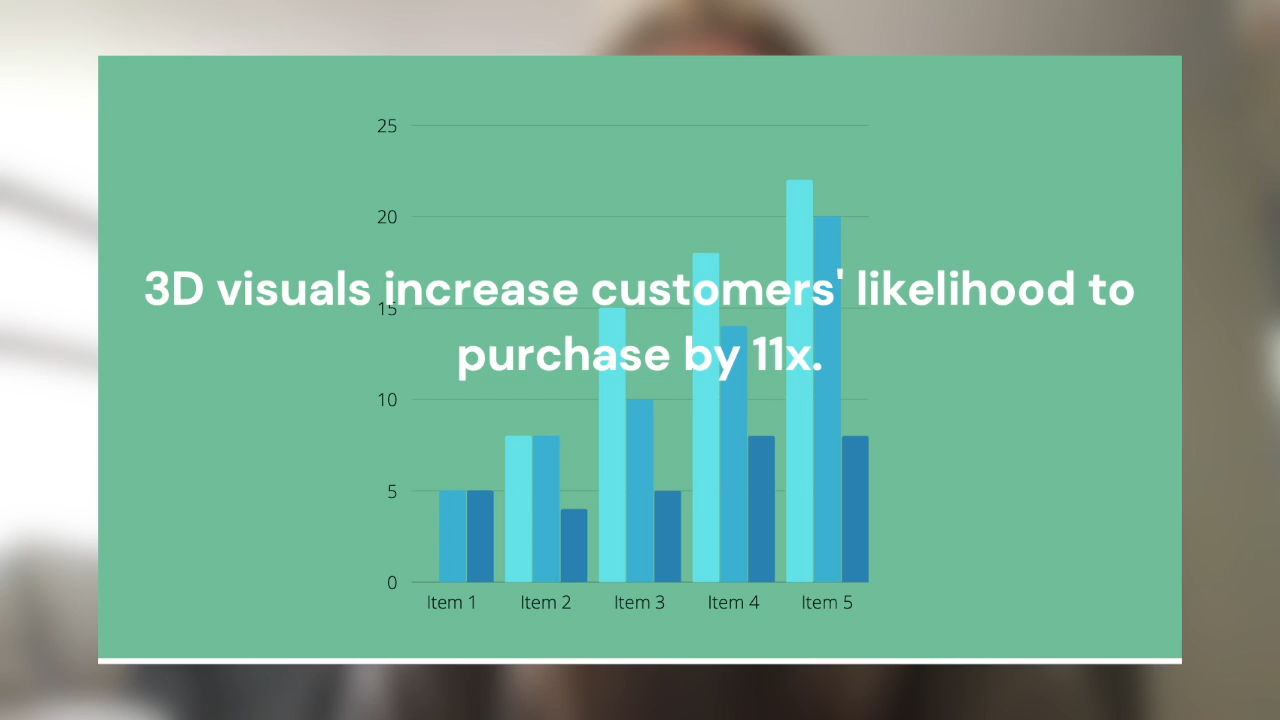 25
20
3D visuals increase customers' likelihood to
15
purchase by 11x.
10
5
0
Item 1 Item 2 Item 3 Item 4 Item 5